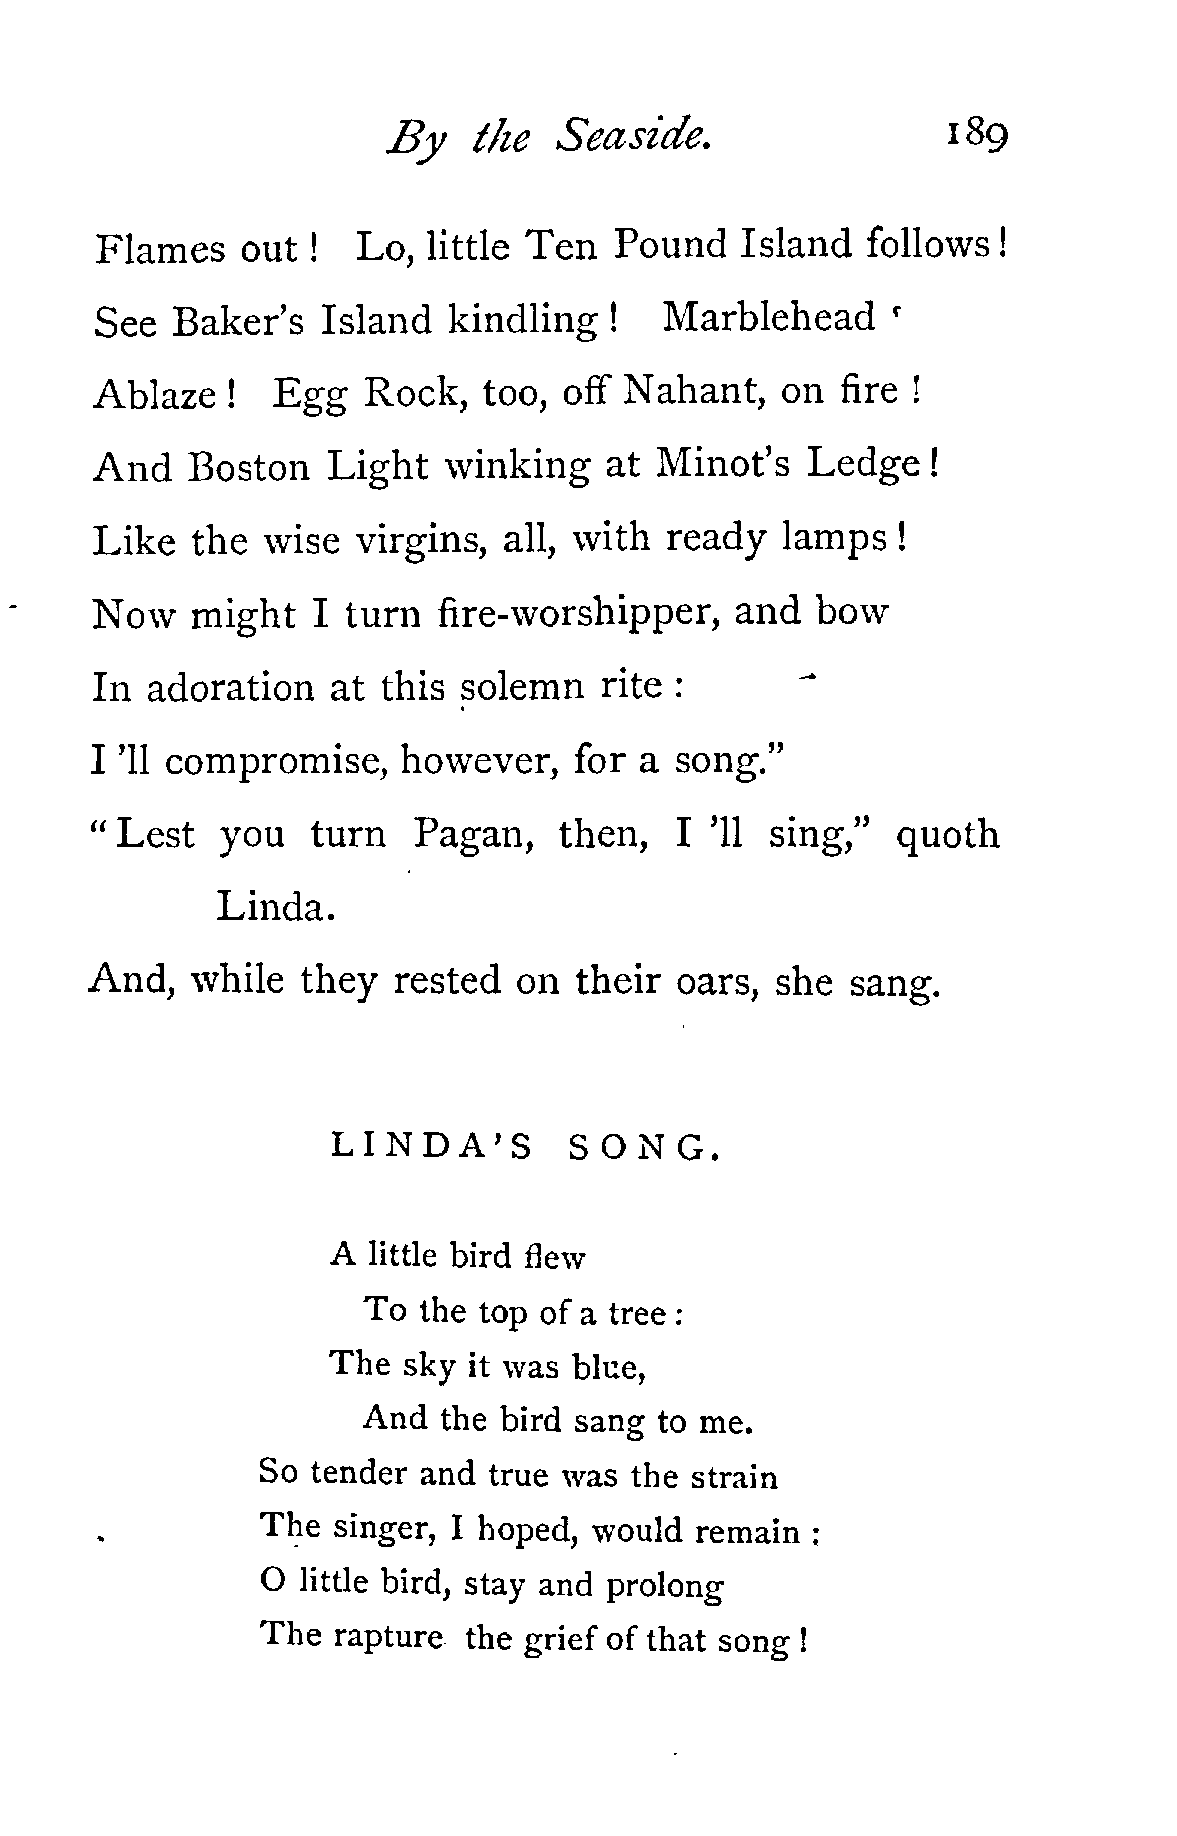 By the Seaside. 189
Flames out! Lo, little Ten Pound Island follows!
See Baker's Island kindling! Marblehead
Ablaze! Egg Rock, too, off Nahant, on fire!
And Boston Light winking at Minot's Ledge!
Like the wise virgins, all, with ready lamps!
Now might I turn fire-worshipper, and bow
In adoration at this solemn rite:
I'll compromise, however, for a song."
"Lest you turn Pagan, then, I'll sing," quoth
Linda.
And, while they rested on their oars, she sang.
LINDA'S SONG.
A little bird flew
To the top of a tree:
The sky it was blue,
And the bird sang to me.
So tender and true was the strain
The singer, I hoped, would remain:
O little bird, stay and prolong
The rapture the grief of that song!